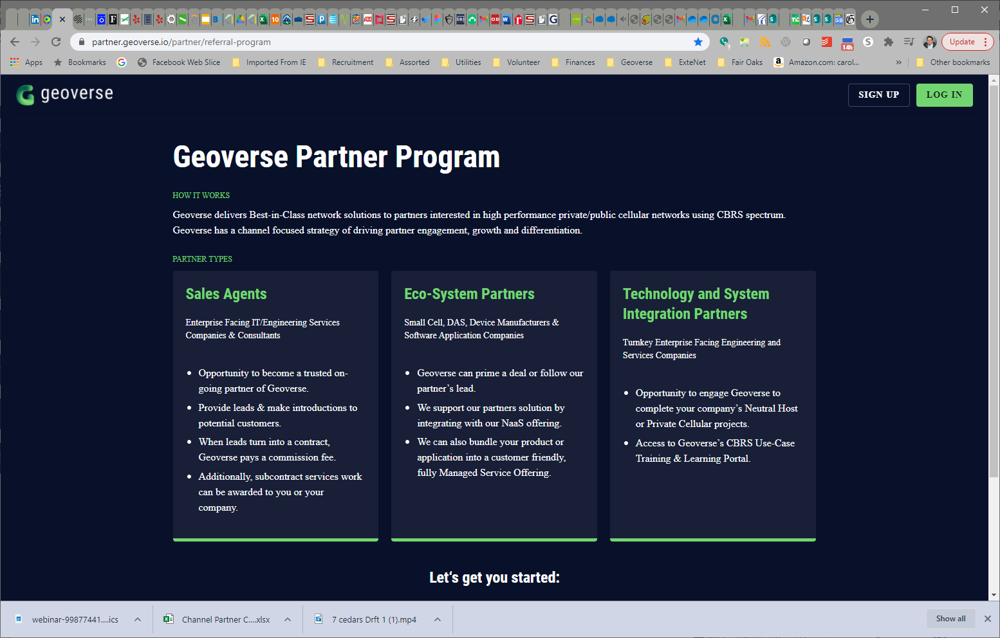 partner.geoverse.io/partner/referral-program
Update
14h
Apps
Bookmarks
Facebook Web Slice
Imported From IE
Recruitment
Assorted
Utilities
Volunteer
Finances
Geoverse
ExteNet
Fair Oaks
Amazon.com: carol...
»
Other bookmarks
geoverse
SIGN UP
LOG IN
Geoverse Partner Program
HOW IT WORKS
Geoverse delivers Best-in-Class network solutions to partners interested in high performance private/public cellular networks using CBRS spectrum.
Geoverse has a channel focused strategy of driving partner engagement, growth and differentiation.
PARTNER TYPES
Sales Agents
Enterprise Facing IT/Engineering Services
Companies & Consultants
• Opportunity to become a trusted on-
going partner of Geoverse.
• Provide leads & make introductions to
potential customers.
• When leads turn into a contract,
Geoverse pays a commission fee.
• Additionally, subcontract services work
can be awarded to you or your
company.
Eco-System Partners
Small Cell, DAS, Device Manufacturers &
Software Application Companies
• Geoverse can prime a deal or follow our
partner’s lead.
• We support our partners solution by
integrating with our NaaS offering.
• We can also bundle your product or
application into a customer friendly,
fully Managed Service Offering.
Technology and System
Integration Partners
Turnkey Enterprise Facing Engineering and
Services Companies
• Opportunity to engage Geoverse to
complete your company’s Neutral Host
or Private Cellular projects.
• Access to Geoverse’s CBRS Use-Case
Training & Learning Portal.
Let‘s get you started:
webinar-99877441....ics
Channel Partner C....xlsx
7 cedars Drft 1 (1).mp4
Show all